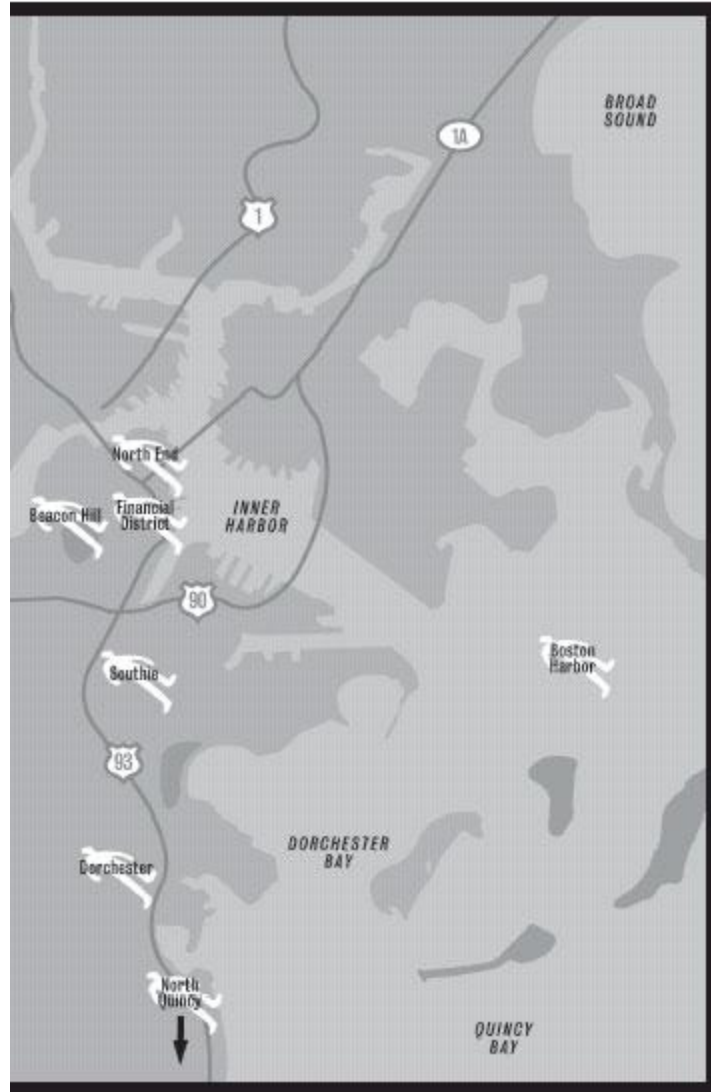 BROAD
SOUND
1A
1
North End
Beacon Hill
Financial
District
INNER
HARBOR
90
Boston
Harbor
Southie
93
DORCHESTER
BAY
Dorchester
North
Quincy
QUINCY
BAY